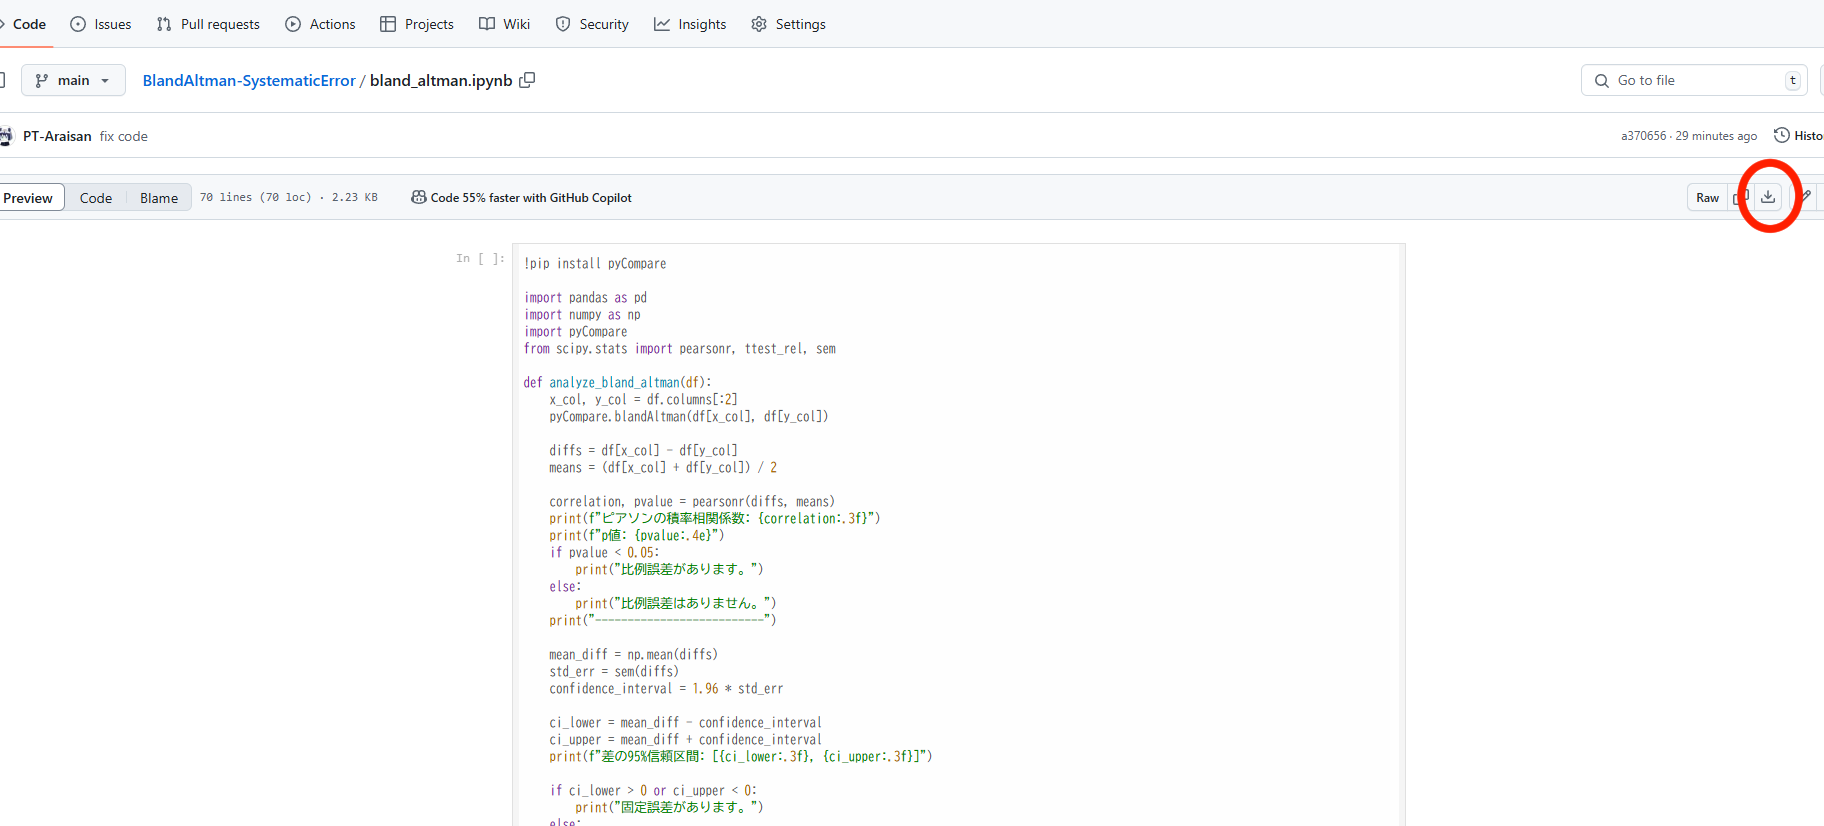 Code Issues Pull requests Actions Projects Wiki Security Insights Settings
main BlandAltman-SystematicError / bland_altman.ipynb Go to file t
PT-Araisan fix code a370656 · 29 minutes ago Histo
Preview Code Blame 70 lines (70 loc) · 2.23 KB Code 55% faster with GitHub Copilot Raw
In [ ]:
!pip install pyCompare
import pandas as pd
import numpy as np
import pyCompare
from scipy.stats import pearsonr, ttest_rel, sem
def analyze_bland_altman(df):
x_col, y_col = df.columns[:2]
pyCompare.blandAltman(df[x_col], df[y_col])
diffs = df[x_col] - df[y_col]
means = (df[x_col] + df[y_col]) / 2
correlation, pvalue = pearsonr(diffs, means)
print(f"ピアソンの積率相関係数: {correlation:.3f}")
print(f"p値: {pvalue:.4e}")
if pvalue < 0.05:
print("比例誤差があります。")
else:
print("比例誤差はありません。")
print("--------------------------")
mean_diff = np.mean(diffs)
std_err = sem(diffs)
confidence_interval = 1.96 * std_err
ci_lower = mean_diff - confidence_interval
ci_upper = mean_diff + confidence_interval
print(f"差の95%信頼区間: [{ci_lower:.3f}, {ci_upper:.3f}]")
if ci_lower > 0 or ci_upper < 0:
print("固定誤差があります。")
else: